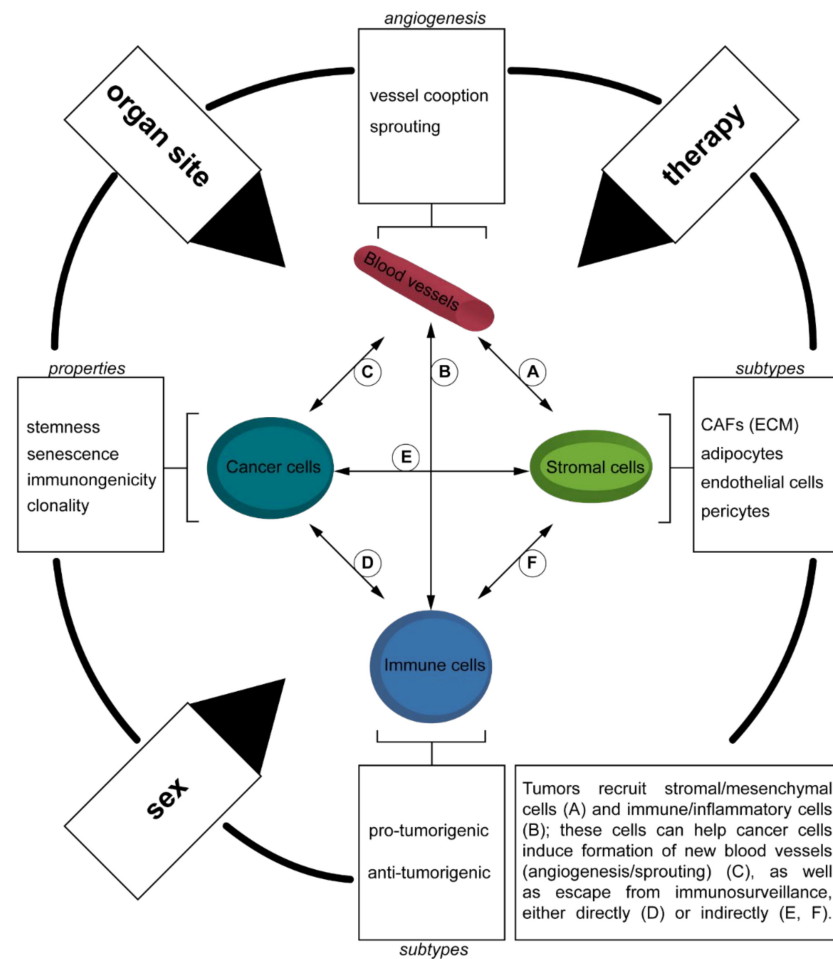 angiogenesis
vessel cooption
sprouting
organ site
therapy
Blood vessels
C
B
A
properties
stemness
senescence
immunongenicity
clonality
subtypes
CAFs (ECM)
adipocytes
endothelial cells
pericytes
Cancer cells
E
Stromal cells
D
F
Immune cells
sex
pro-tumorigenic
anti-tumorigenic
subtypes
Tumors recruit stromal/mesenchymal
cells (A) and immune/inflammatory cells
(B); these cells can help cancer cells
induce formation of new blood vessels
(angiogenesis/sprouting) (C), as well
as escape from immunosurveillance,
either directly (D) or indirectly (E, F).